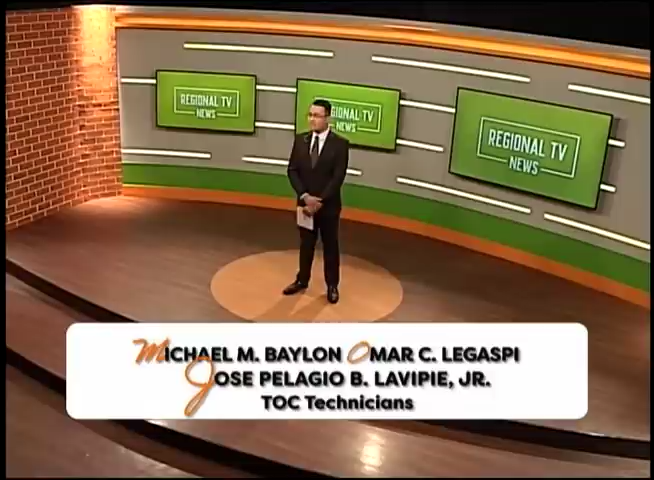 REGIONAL TV
NEWS
REGIONAL TV
NEWS
REGIONAL TV
NEWS
MICHAEL M. BAYLON OMAR C. LEGASPI
JOSE PELAGIO B. LAVIPIE, JR.
TOC Technicians